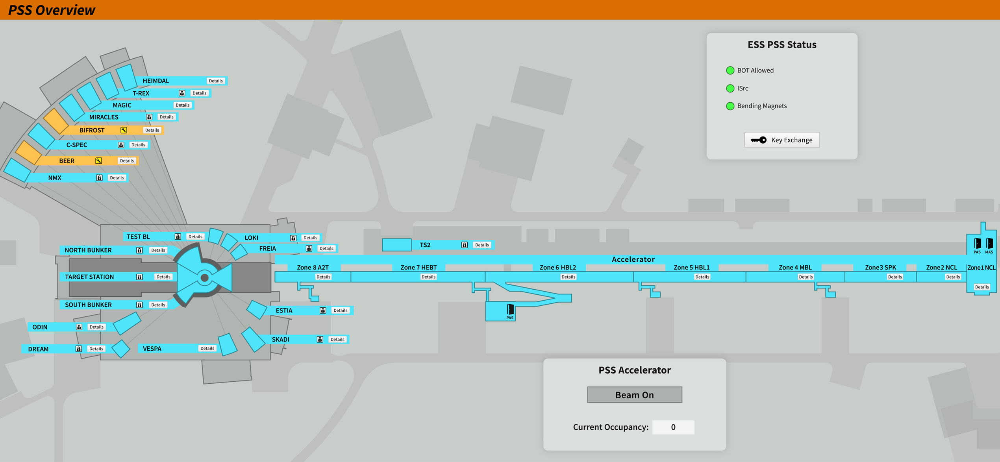 PSS Overview
ESS PSS Status
BOT Allowed
ISrc
Bending Magnets
Key Exchange
HEIMDAL Details
T-REX Details
MAGIC Details
MIRACLES Details
BIFROST Details
C-SPEC Details
BEER Details
NMX Details
TEST BL Details
LOKI Details
NORTH BUNKER Details
FREIA Details
TS2 Details
PAS MAS
Accelerator
Zone 8 A2T Zone 7 HEBT Zone 6 HBL2 Zone 5 HBL1 Zone 4 MBL Zone3 SPK Zone2 NCL Zone1 NCL
TARGET STATION Details
Details Details Details Details Details Details Details
Details
SOUTH BUNKER Details
ESTIA Details
PAS
ODIN Details
SKADI Details
DREAM Details
VESPA Details
PSS Accelerator
Beam On
Current Occupancy: 0